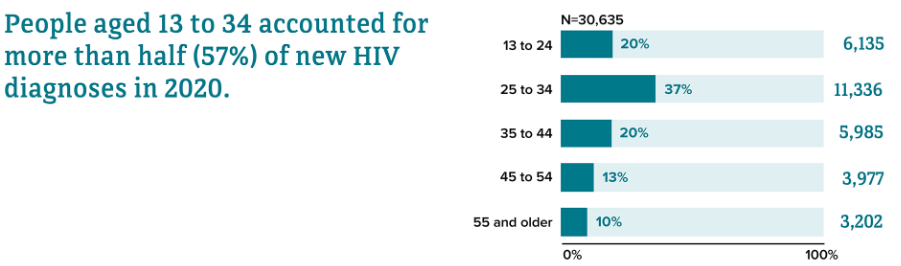 People aged 13 to 34 accounted for
more than half (57%) of new HIV
diagnoses in 2020.
N=30,635
13 to 24 20% 6,135
25 to 34 37% 11,336
35 to 44 20% 5,985
45 to 54 13% 3,977
55 and older 10% 3,202
0% 100%